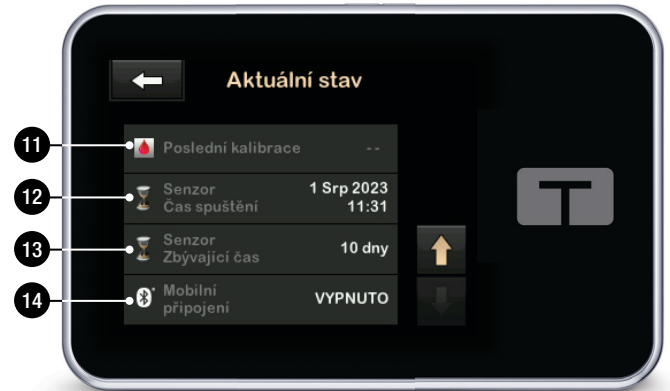 Aktuální stav
11
Poslední kalibrace - -
12
Senzor 1 Srp 2023
Čas spuštění 11:31
13
Senzor
Zbývající čas 10 dny
14
Mobilní
připojení VYPNUTO